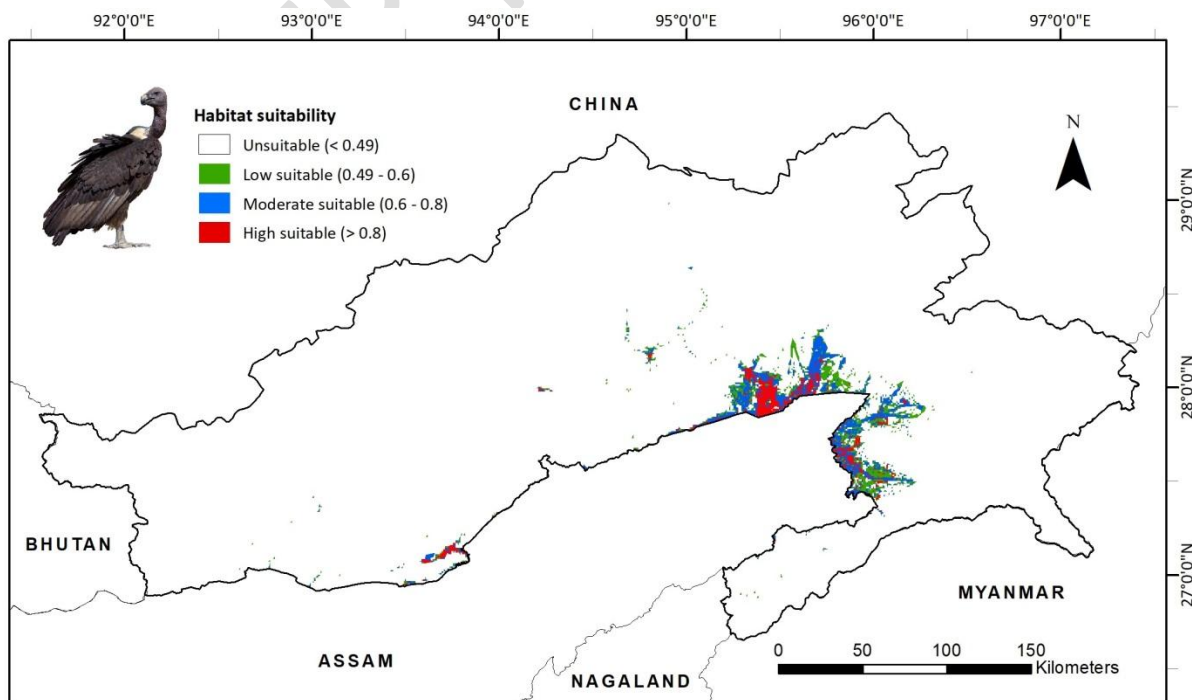 92°0'0"E 93°0'0"E 94°0'0"E 95°0'0"E 96°0'0"E 97°0'0"E
CHINA
N
Habitat suitability
Unsuitable (< 0.49)
Low suitable (0.49 - 0.6)
Moderate suitable (0.6 - 0.8)
High suitable (> 0.8)
29°0'0"N
28°0'0"N
27°0'0"N
BHUTAN
MYANMAR
ASSAM
NAGALAND
0 50 100 150
Kilometers